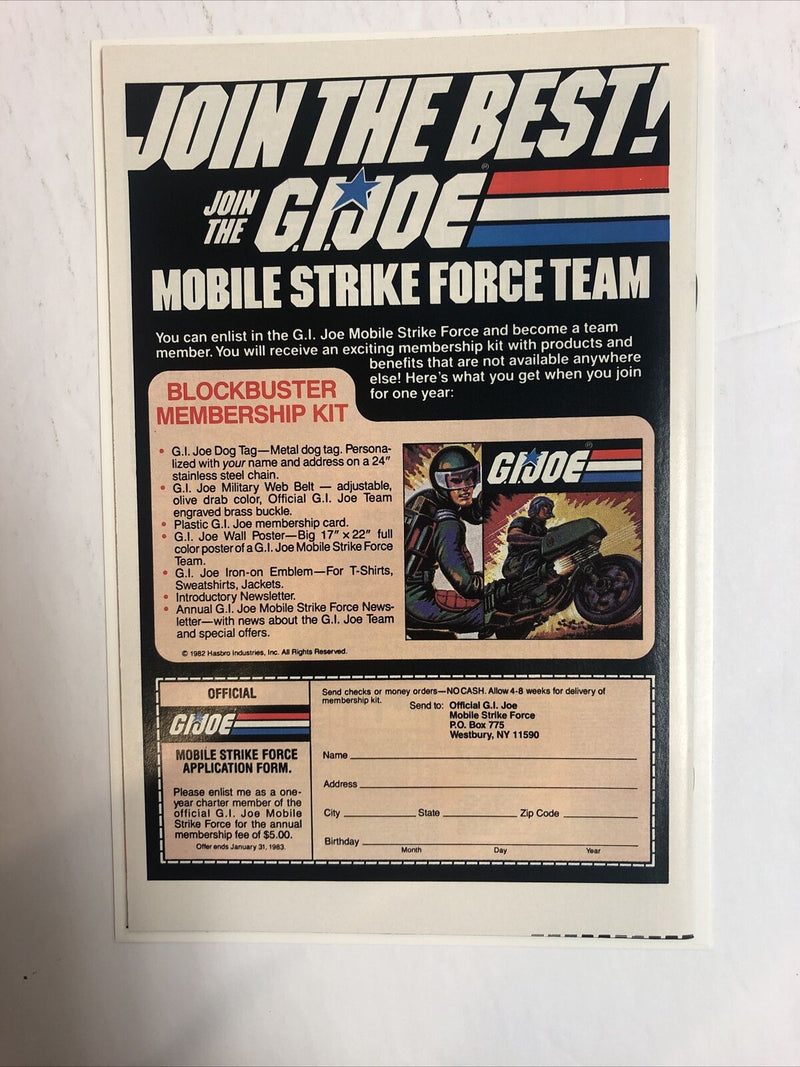 JOIN THE BEST!
JOIN
THE
G.I. JOE®
MOBILE STRIKE FORCE TEAM
You can enlist in the G.I. Joe Mobile Strike Force and become a team
member. You will receive an exciting membership kit with products and
benefits that are not available anywhere
else! Here's what you get when you join
for one year:
BLOCKBUSTER
MEMBERSHIP KIT
• G.I. Joe Dog Tag—Metal dog tag. Persona-
lized with your name and address on a 24"
stainless steel chain.
• G.I. Joe Military Web Belt — adjustable,
olive drab color, Official G.I. Joe Team
engraved brass buckle.
• Plastic G.I. Joe membership card.
• G.I. Joe Wall Poster—Big 17" x 22" full
color poster of a G.I. Joe Mobile Strike Force
Team.
• G.I. Joe Iron-on Emblem—For T-Shirts,
Sweatshirts, Jackets.
• Introductory Newsletter.
• Annual G.I. Joe Mobile Strike Force News-
letter—with news about the G.I. Joe Team
and special offers.
© 1982 Hasbro Industries, Inc. All Rights Reserved.
GIJOE®
OFFICIAL
GIJOE
MOBILE STRIKE FORCE
APPLICATION FORM.
Please enlist me as a one-
year charter member of the
official G.I. Joe Mobile
Strike Force for the annual
membership fee of $5.00.
Offer ends January 31, 1983.
Send checks or money orders—NO CASH. Allow 4-8 weeks for delivery of
membership kit.
Send to: Official G.I. Joe
Mobile Strike Force
P.O. Box 775
Westbury, NY 11590
Name
Address
City State Zip Code
Birthday
Month Day Year